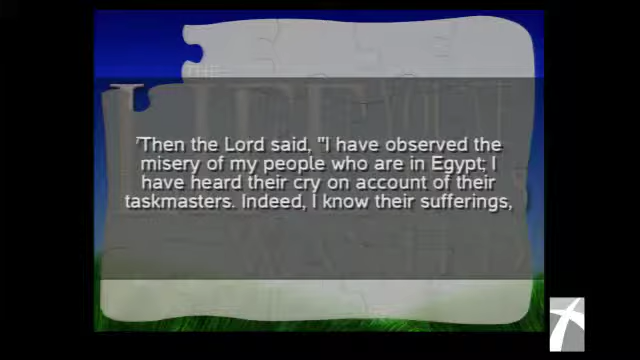 ⁷Then the Lord said, "I have observed the
misery of my people who are in Egypt; I
have heard their cry on account of their
taskmasters. Indeed, I know their sufferings,